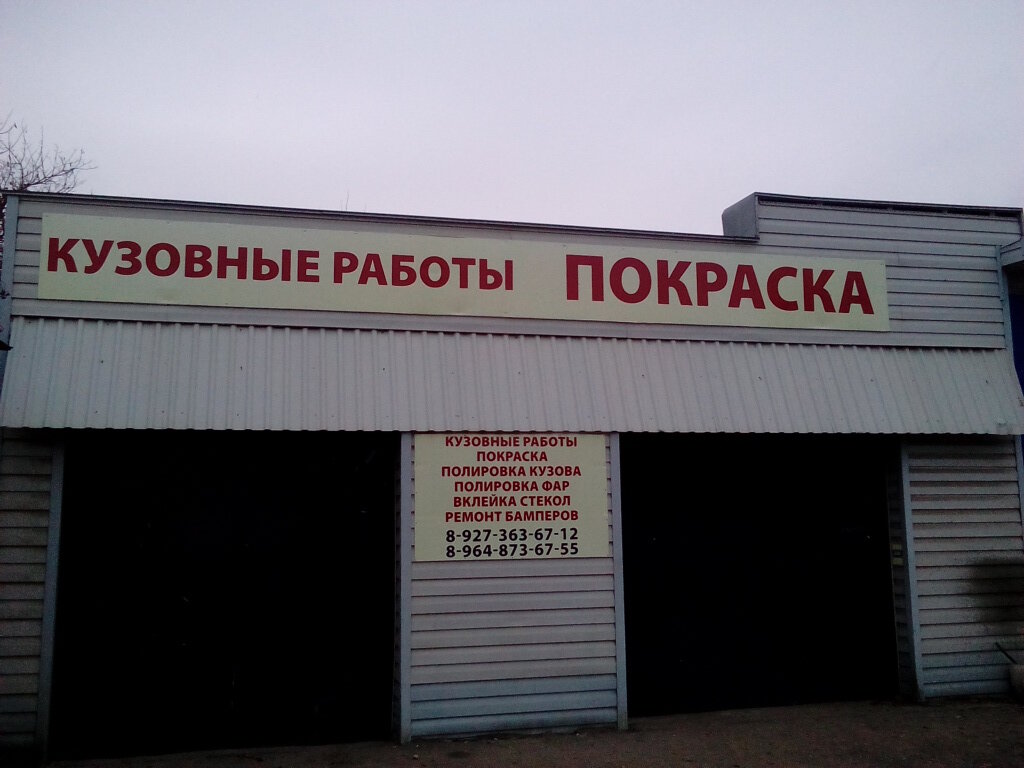 КУЗОВНЫЕ РАБОТЫ ПОКРАСКА
КУЗОВНЫЕ РАБОТЫ
ПОКРАСКА
ПОЛИРОВКА КУЗОВА
ПОЛИРОВКА ФАР
ВКЛЕЙКА СТЕКОЛ
РЕМОНТ БАМПЕРОВ
8-927-363-67-12
8-964-873-67-55